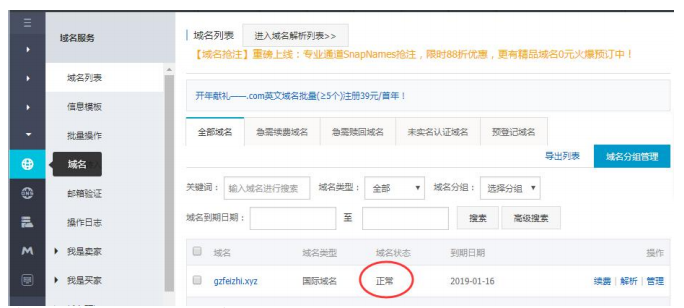 域名服务
域名列表
信息模板
批量操作
域名
邮箱验证
操作日志
我是卖家
我是买家
域名列表 进入域名解析列表>>
【域名抢注】重磅上线：专业通道SnapNames抢注，限时88折优惠，更有精品域名0元火爆预订中！
开年献礼——.com英文域名批量(≥5个)注册39元/首年！
全部域名 急需续费域名 急需赎回域名 未实名认证域名 预登记域名
导出列表 域名分组管理
关键词： 输入域名进行搜索 域名类型： 全部 域名分组： 选择分组
域名到期日期： 至 搜索 高级搜索
域名 域名类型 域名状态 到期日期 操作
gzfeizhi.xyz 国际域名 正常 2019-01-16 续费 | 解析 | 管理